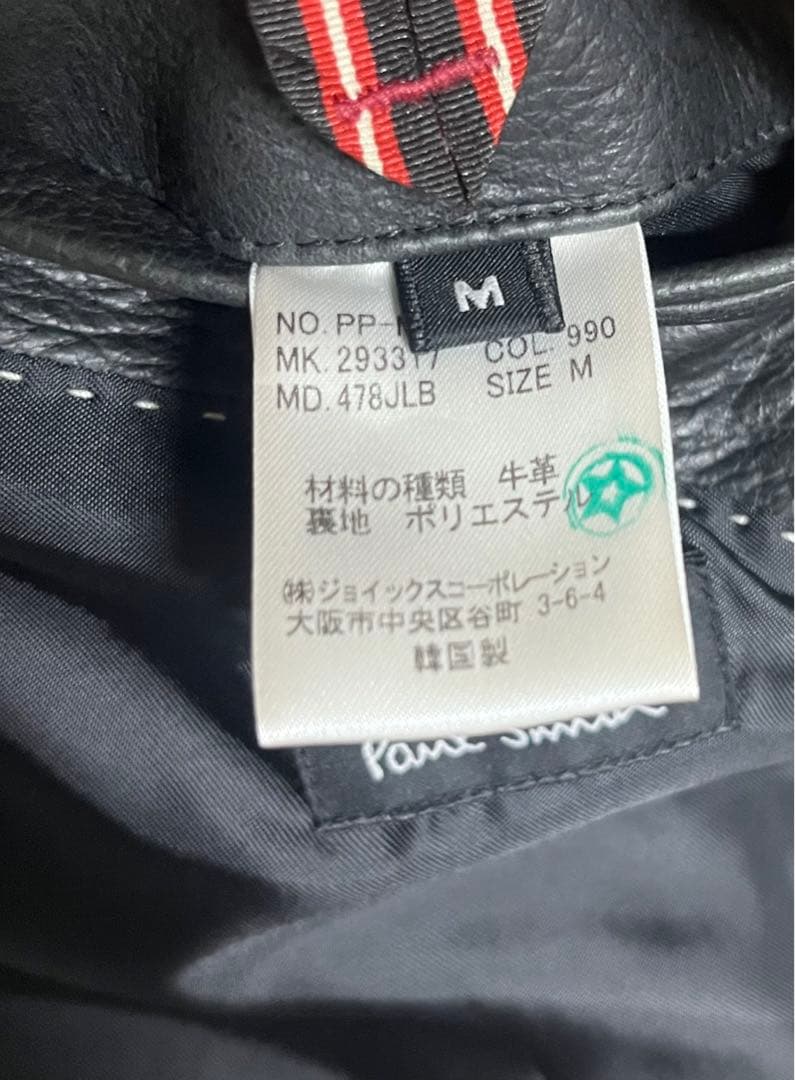 M
NO. PP-
MK. 293317 COL. 990
MD. 478JLB SIZE M
材料の種類 牛革
裏地 ポリエステル
㈱ジョイックスコーポレーション
大阪市中央区谷町 3-6-4
韓国製
Paul Smith